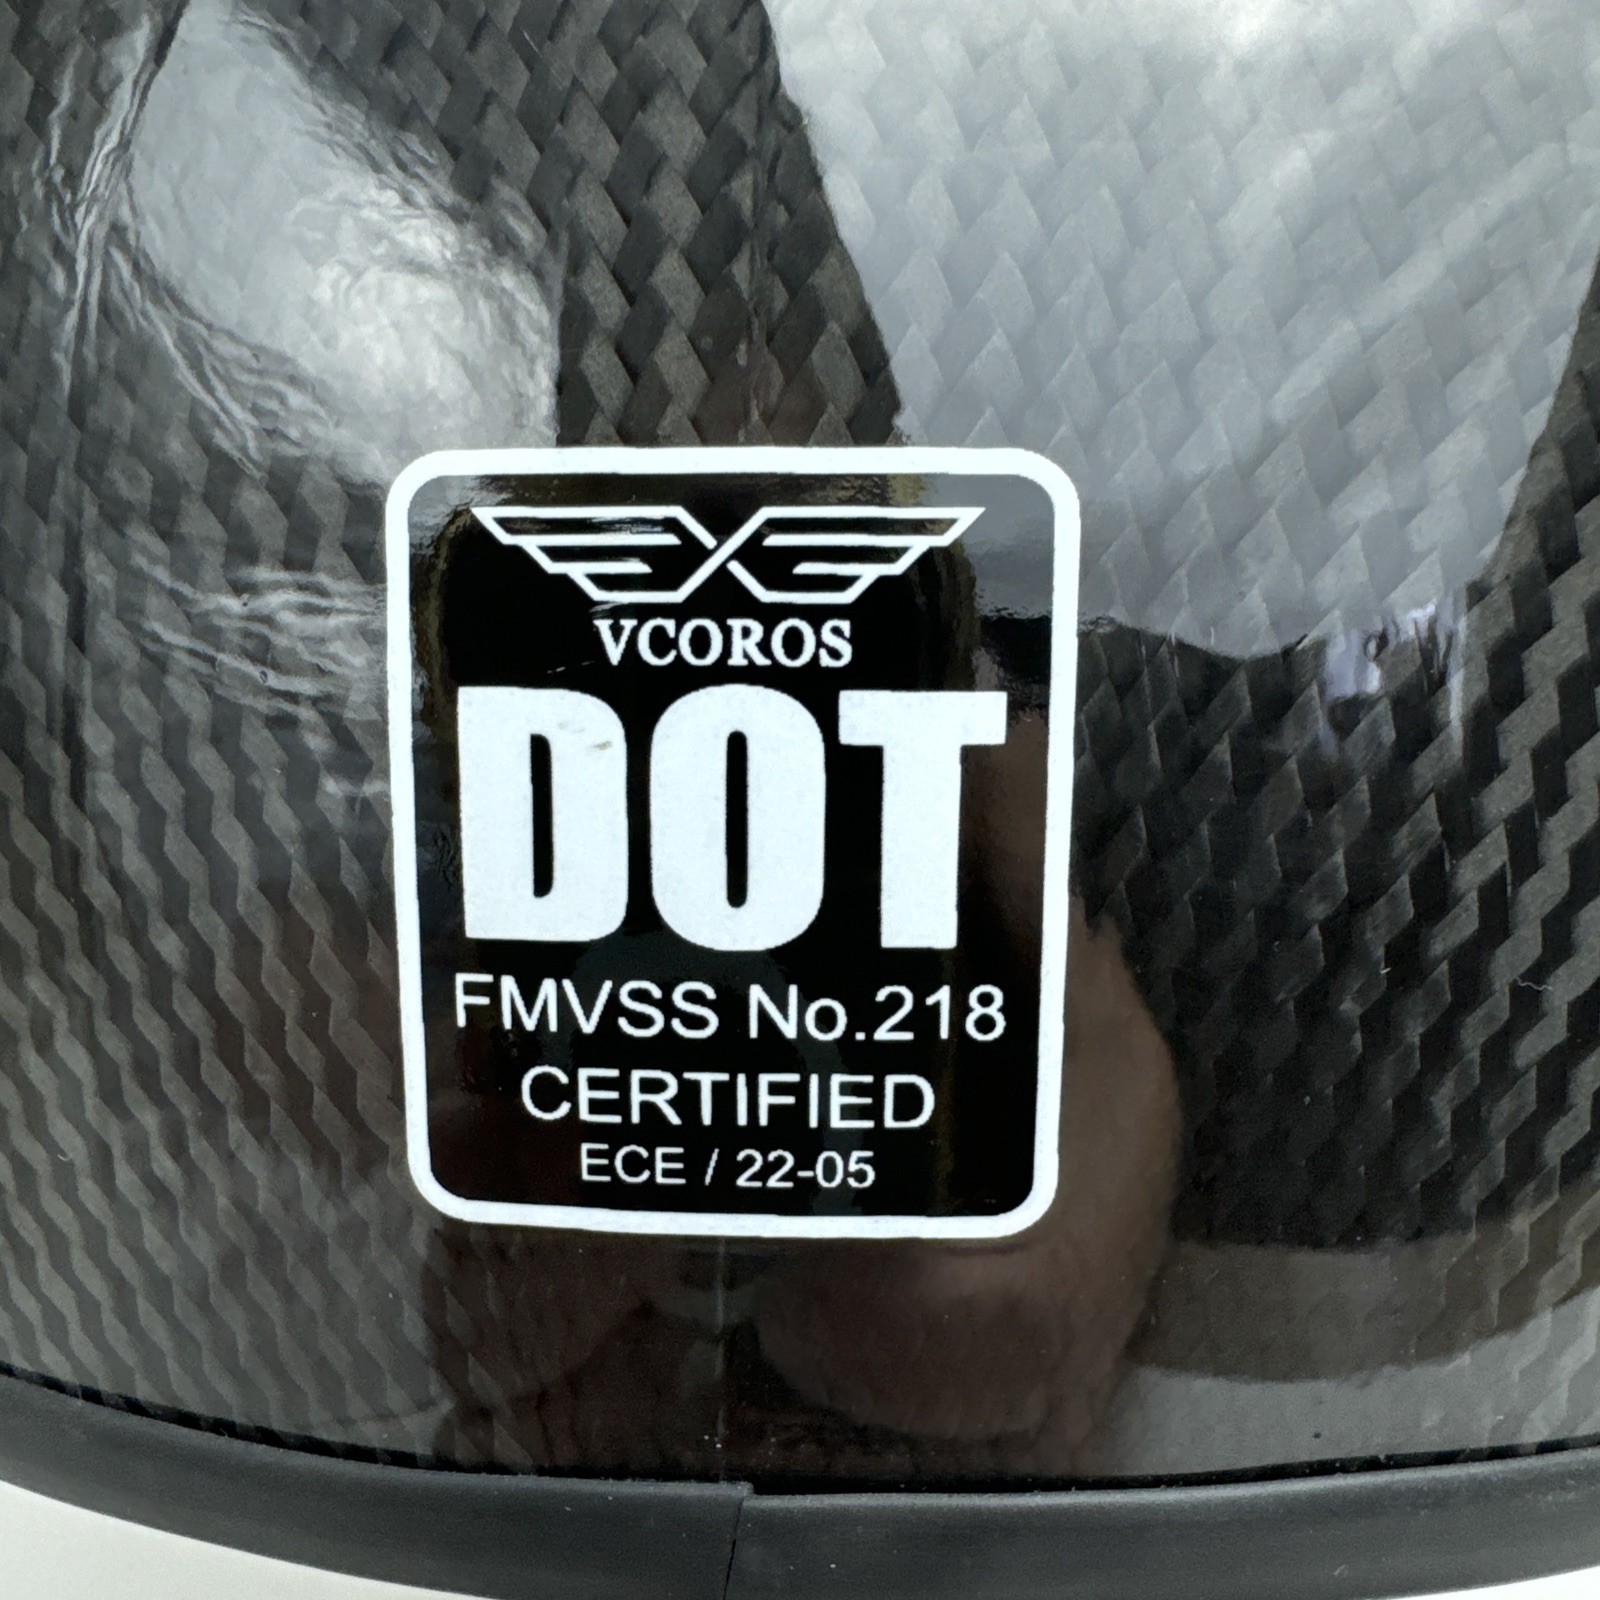 VCOROS
DOT
FMVSS No.218
CERTIFIED
ECE / 22-05